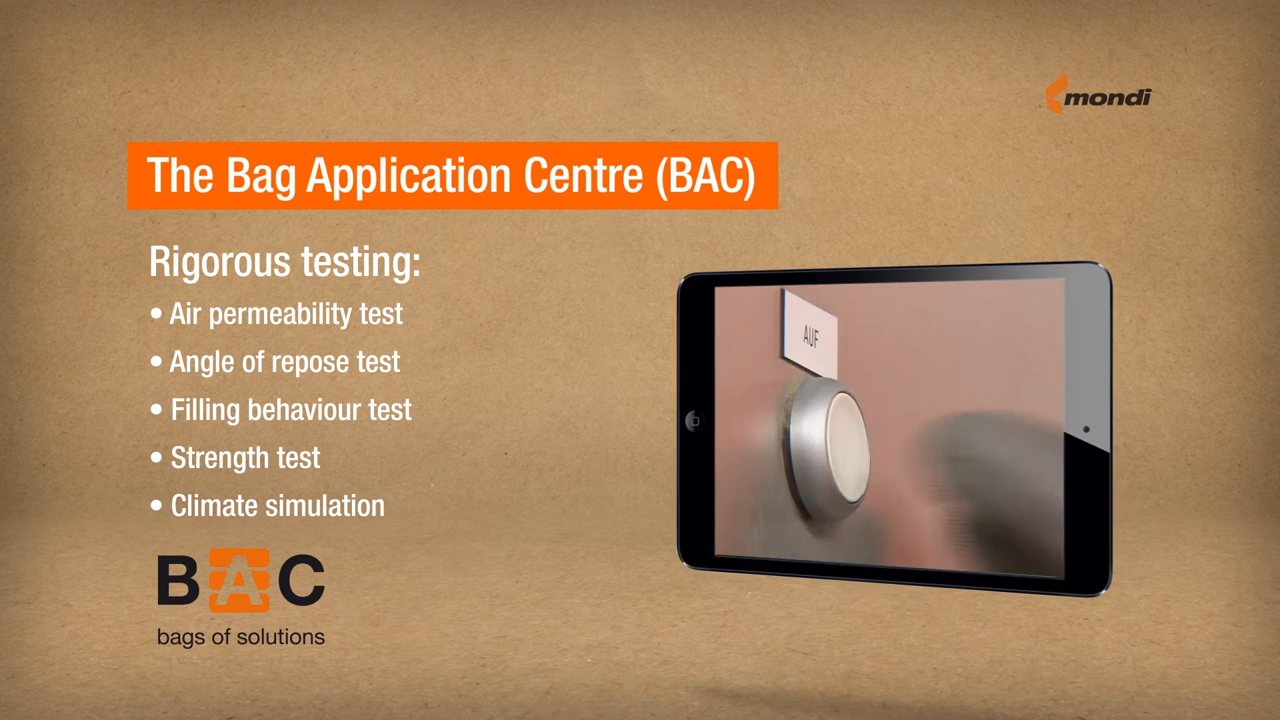 mondi
The Bag Application Centre (BAC)
Rigorous testing:
• Air permeability test
• Angle of repose test
• Filling behaviour test
• Strength test
• Climate simulation
AUF
BAC
bags of solutions